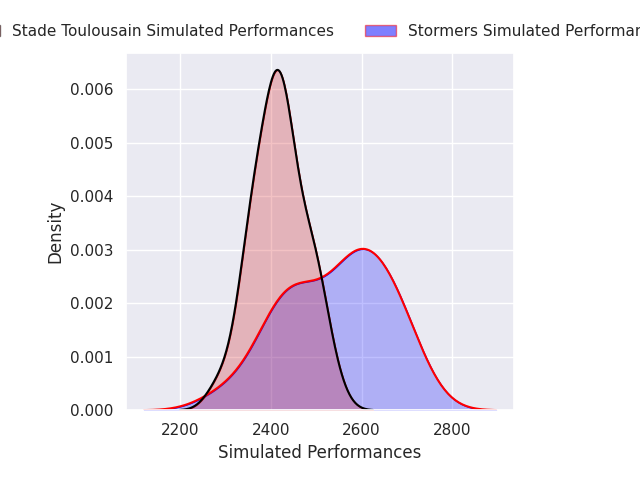 Stade Toulousain Simulated Performances
Stormers Simulated
0.006
0.005
0.004
0.003
0.002
0.001
0.000
Density
2200 2400 2600 2800
Simulated Performances